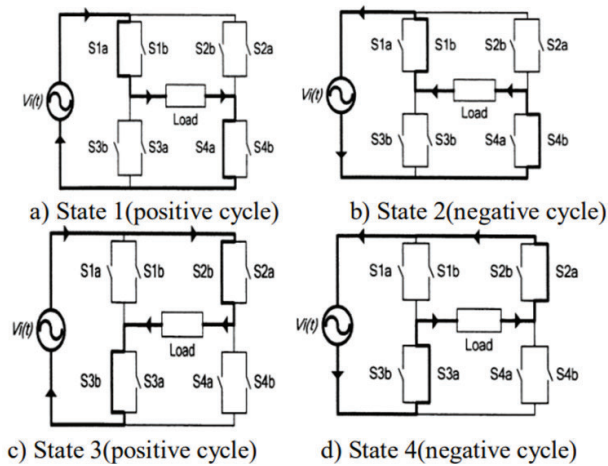 S1a S1b S2b S2a
Vi(t)
Load
S3b S3a S4a S4b
a) State 1(positive cycle)
S1a S1b S2b S2a
Vi(t)
Load
S3b S3b S4a S4b
b) State 2(negative cycle)
S1a S1b S2b S2a
Vi(t)
Load
S3b S3a S4a S4b
c) State 3(positive cycle)
S1a S1b S2b S2a
Vi(t)
Load
S3b S3a S4a S4b
d) State 4(negative cycle)